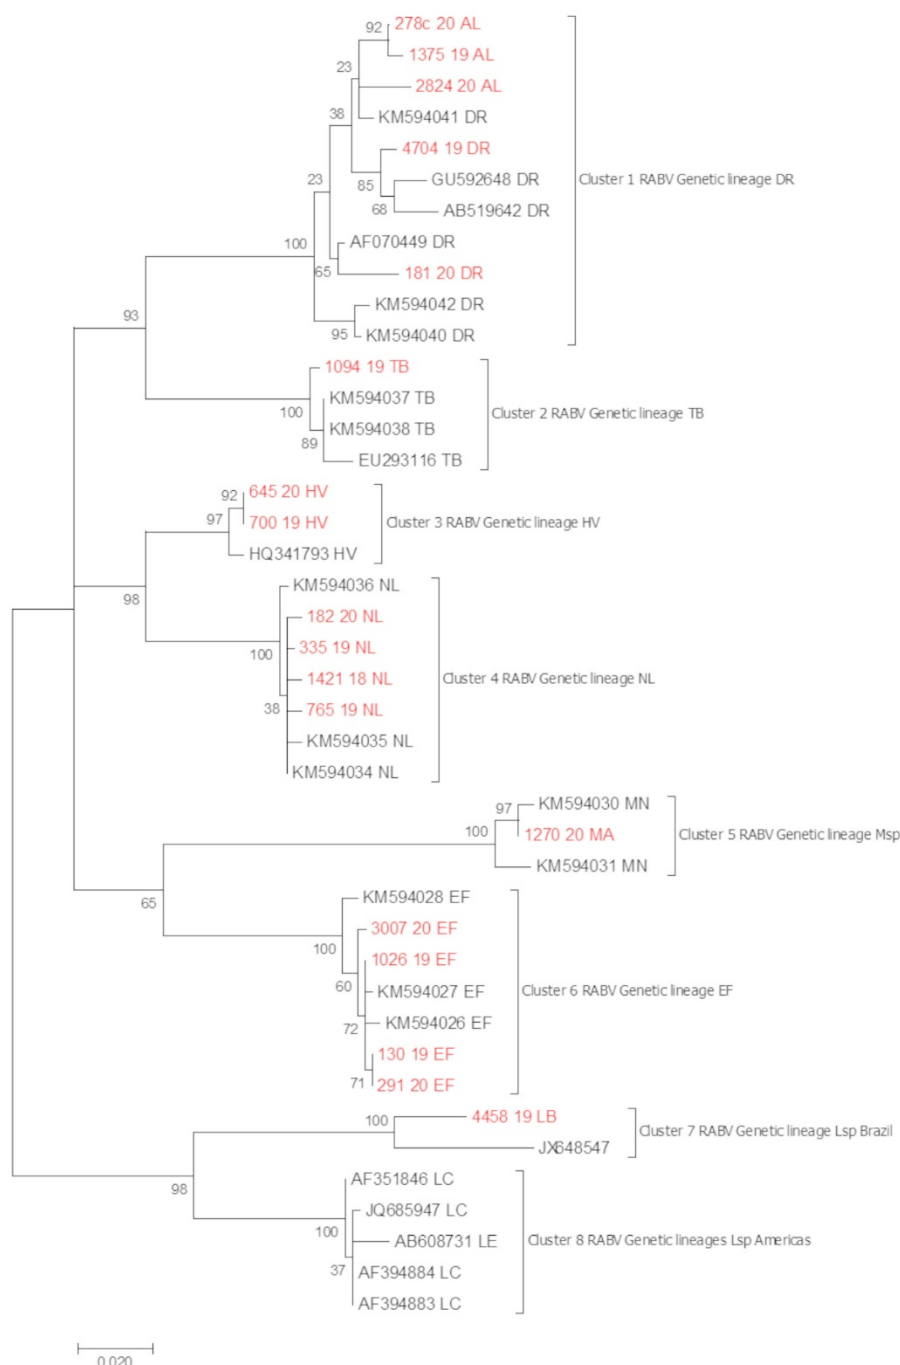 278c 20 AL
92
1375 19 AL
23
2824 20 AL
38
KM594041 DR
4704 19 DR
23
85
GU592648 DR
Cluster 1 RABV Genetic lineage DR
68
AB519642 DR
100
AF070449 DR
65
181 20 DR
KM594042 DR
93
95
KM594040 DR
1094 19 TB
100
KM594037 TB
Cluster 2 RABV Genetic lineage TB
89
KM594038 TB
EU293116 TB
92
645 20 HV
97
700 19 HV
Cluster 3 RABV Genetic lineage HV
HQ341793 HV
98
KM594036 NL
182 20 NL
100
335 19 NL
1421 18 NL
Cluster 4 RABV Genetic lineage NL
38
765 19 NL
KM594035 NL
KM594034 NL
97
KM594030 MN
100
1270 20 MA
Cluster 5 RABV Genetic lineage Msp
KM594031 MN
65
KM594028 EF
100
3007 20 EF
1026 19 EF
60
KM594027 EF
Cluster 6 RABV Genetic lineage EF
72
KM594026 EF
130 19 EF
71
291 20 EF
100
4458 19 LB
Cluster 7 RABV Genetic lineage Lsp Brazil
JX648547
98
AF351846 LC
100
JQ685947 LC
AB608731 LE
Cluster 8 RABV Genetic lineages Lsp Americas
37
AF394884 LC
AF394883 LC
0.020